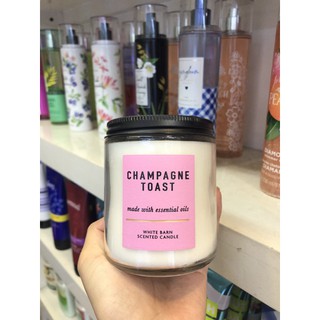 CHAMPAGNE
TOAST
made with essential oils
WHITE BARN
SCENTED CANDLE